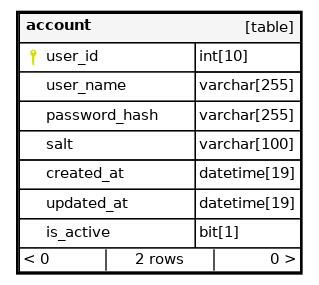 account [table]
user_id int[10]
user_name varchar[255]
password_hash varchar[255]
salt varchar[100]
created_at datetime[19]
updated_at datetime[19]
is_active bit[1]
< 0 2 rows 0 >